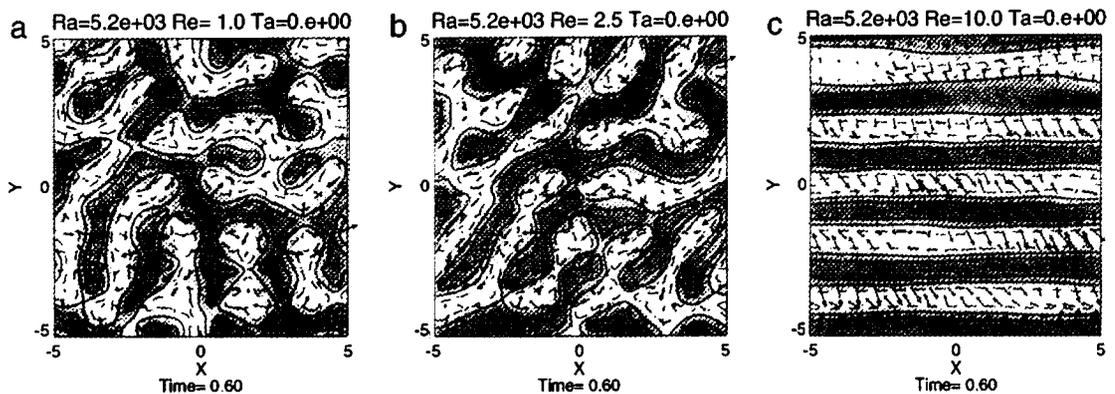 a
Ra=5.2e+03 Re= 1.0 Ta=0.e+00
5
Y
0
-5
-5 0 5
X
Time= 0.60
b
Ra=5.2e+03 Re= 2.5 Ta=0.e+00
5
Y
0
-5
-5 0 5
X
Time= 0.60
c
Ra=5.2e+03 Re=10.0 Ta=0.e+00
5
Y
0
-5
-5 0 5
X
Time= 0.60